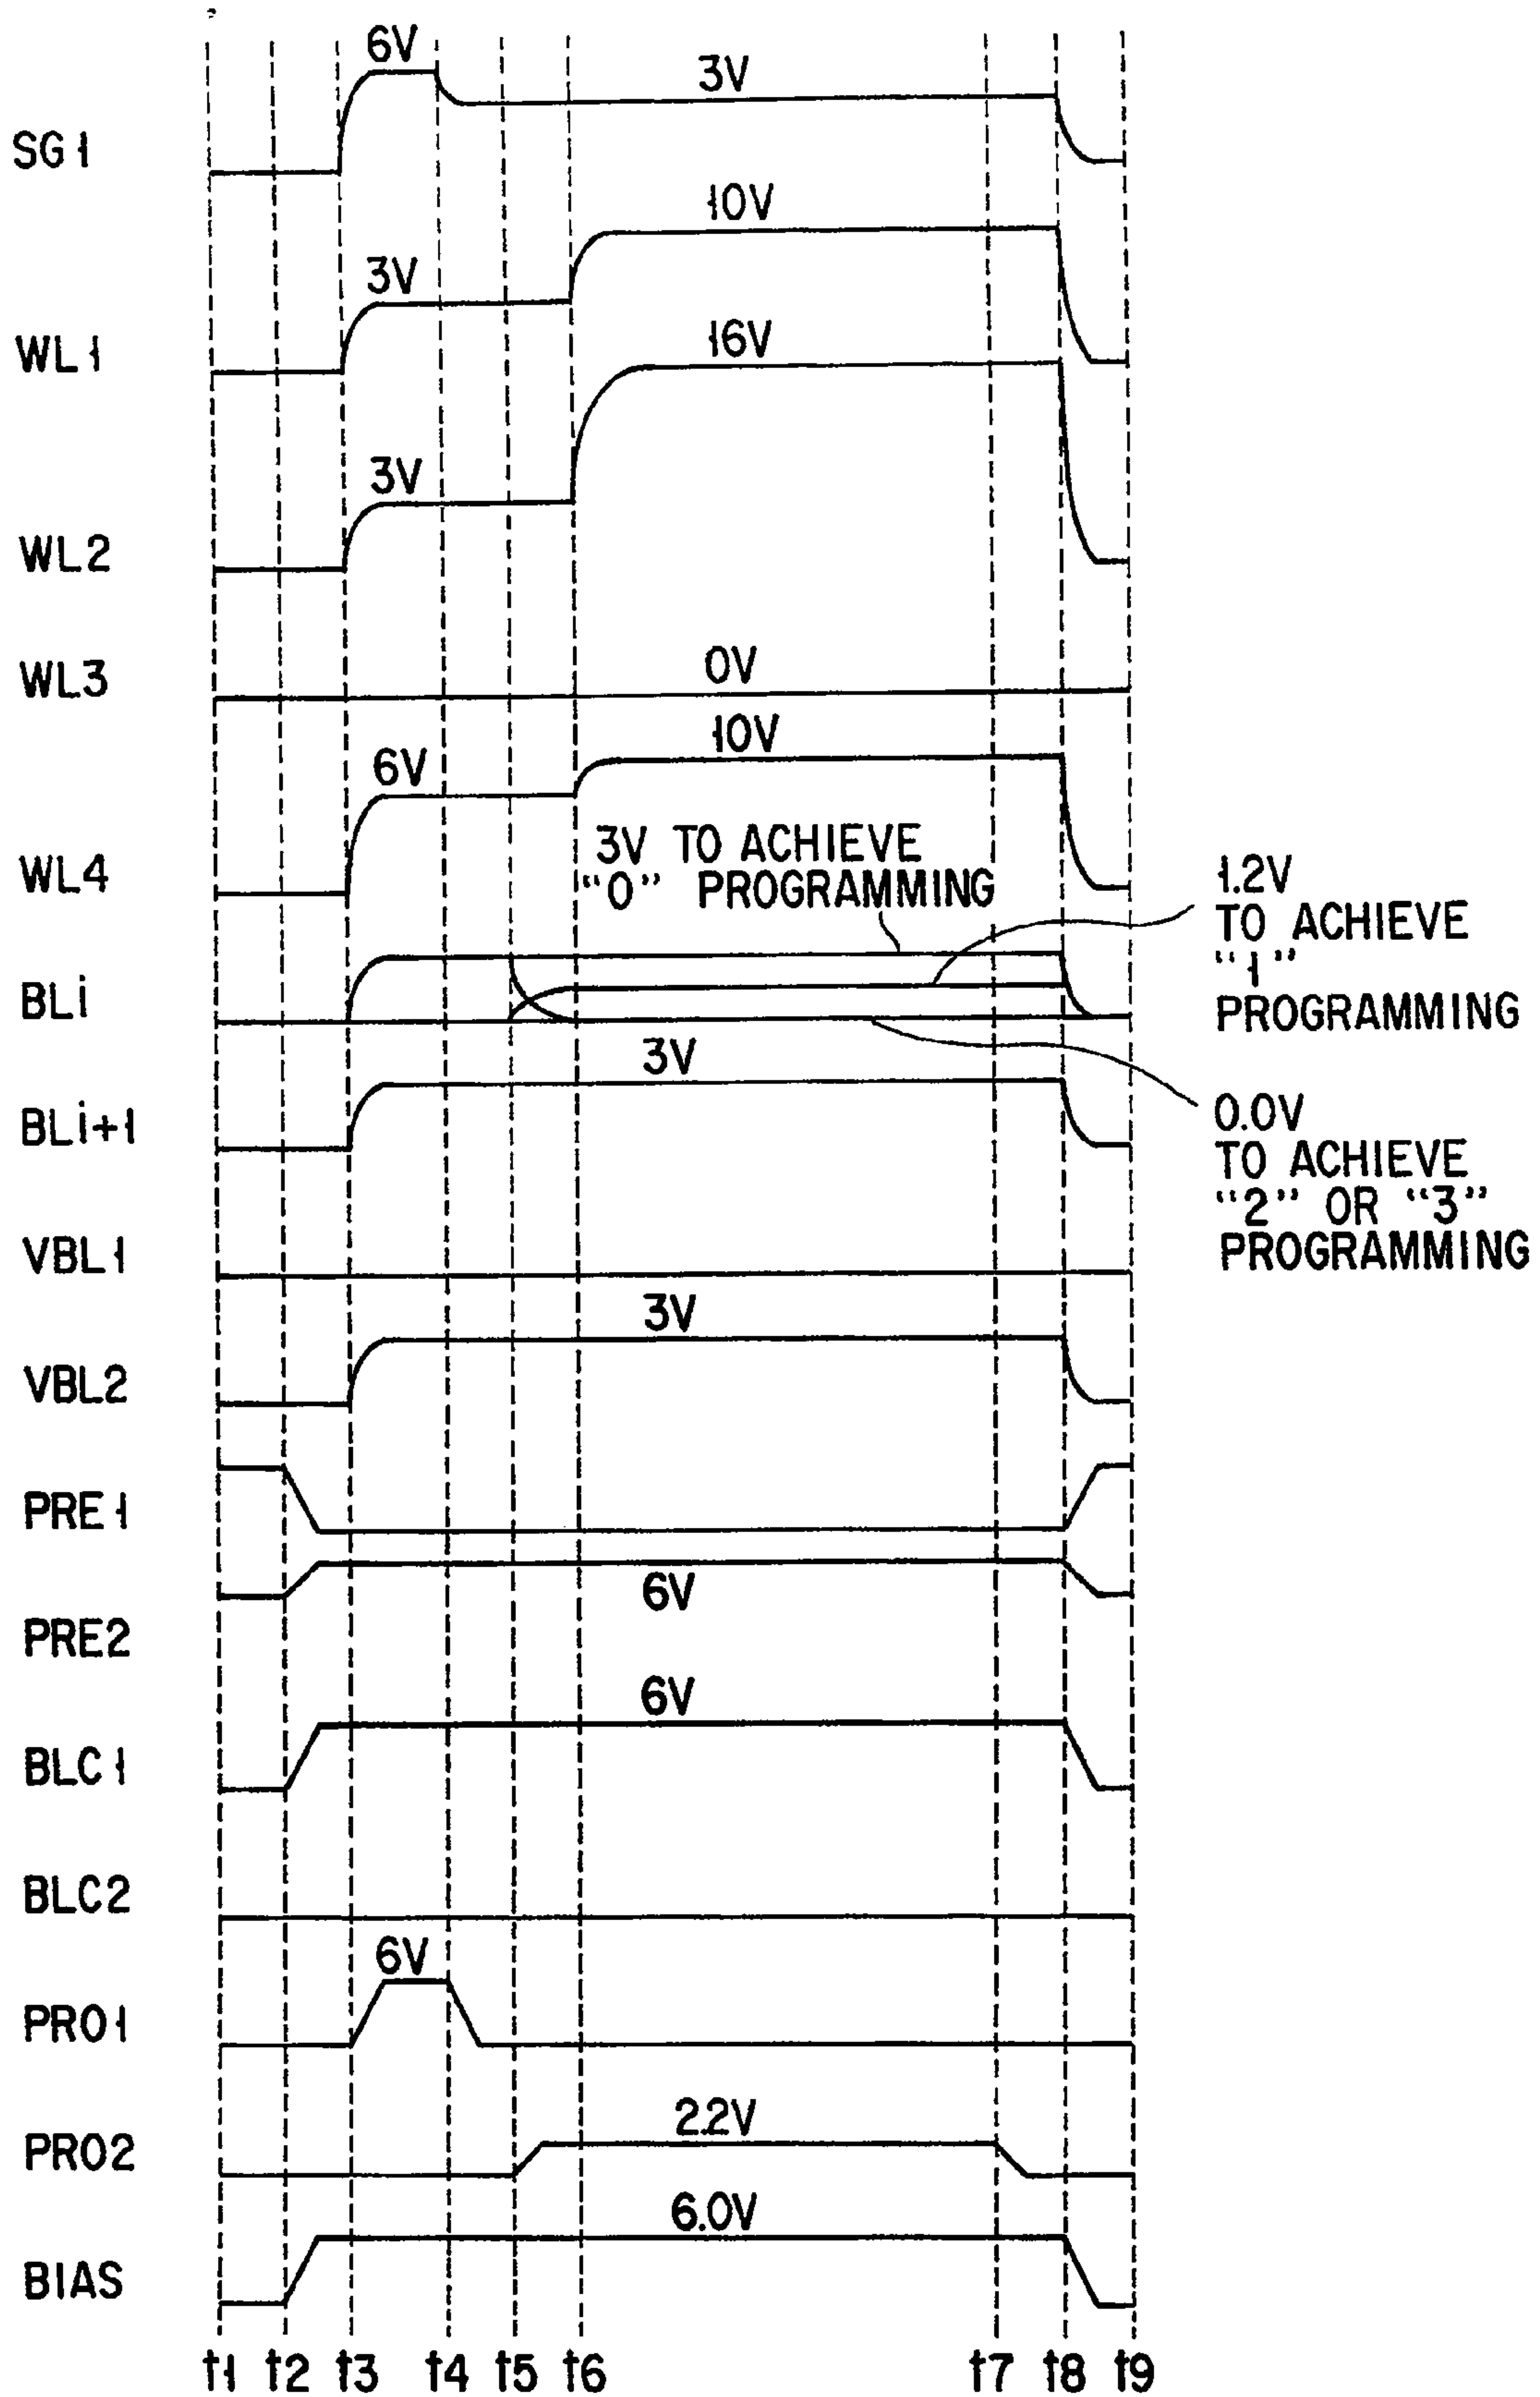 6V
3V
SG1
10V
3V
WL1
16V
3V
WL2
0V
WL3
10V
6V
WL4
3V TO ACHIEVE
"0" PROGRAMMING
1.2V
TO ACHIEVE
"1"
PROGRAMMING
BLi
3V
BLi+1
0.0V
TO ACHIEVE
"2" OR "3"
PROGRAMMING
VBL1
3V
VBL2
PRE1
6V
PRE2
6V
BLC1
BLC2
6V
PRO1
2.2V
PRO2
6.0V
BIAS
t1 t2 t3 t4 t5 t6 t7 t8 t9